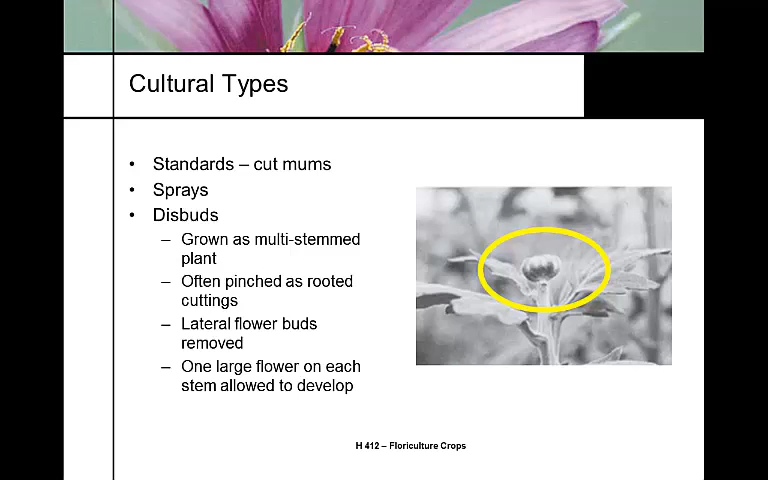 Cultural Types
• Standards – cut mums
• Sprays
• Disbuds
– Grown as multi-stemmed
plant
– Often pinched as rooted
cuttings
– Lateral flower buds
removed
– One large flower on each
stem allowed to develop
H 412 – Floriculture Crops